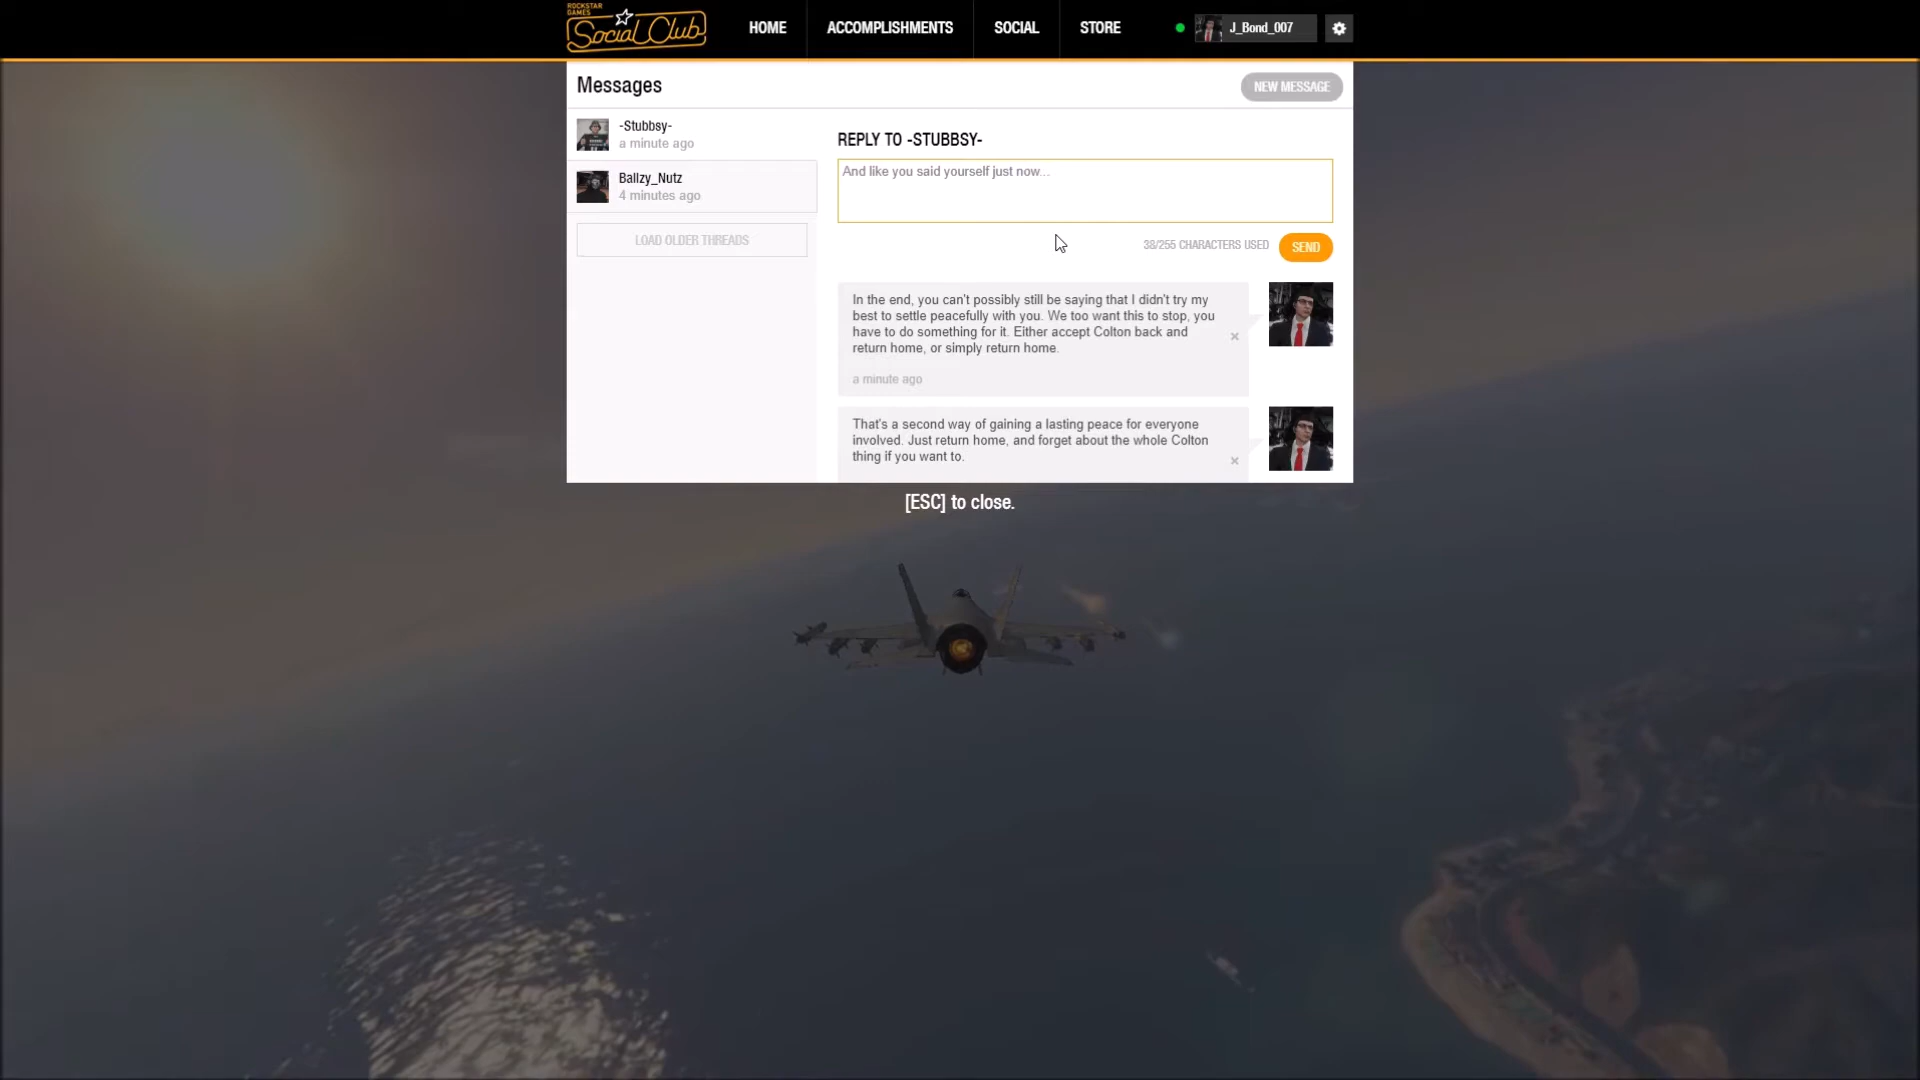 ROCKSTAR
GAMES
Social Club
HOME
ACCOMPLISHMENTS
SOCIAL
STORE
J_Bond_007
Messages
NEW MESSAGE
-Stubbsy-
a minute ago
Ballzy_Nutz
4 minutes ago
LOAD OLDER THREADS
REPLY TO -STUBBSY-
And like you said yourself just now...
38/255 CHARACTERS USED
SEND
In the end, you can't possibly still be saying that I didn't try my
best to settle peacefully with you. We too want this to stop, you
have to do something for it. Either accept Colton back and
return home, or simply return home.
a minute ago
That's a second way of gaining a lasting peace for everyone
involved. Just return home, and forget about the whole Colton
thing if you want to.
[ESC] to close.